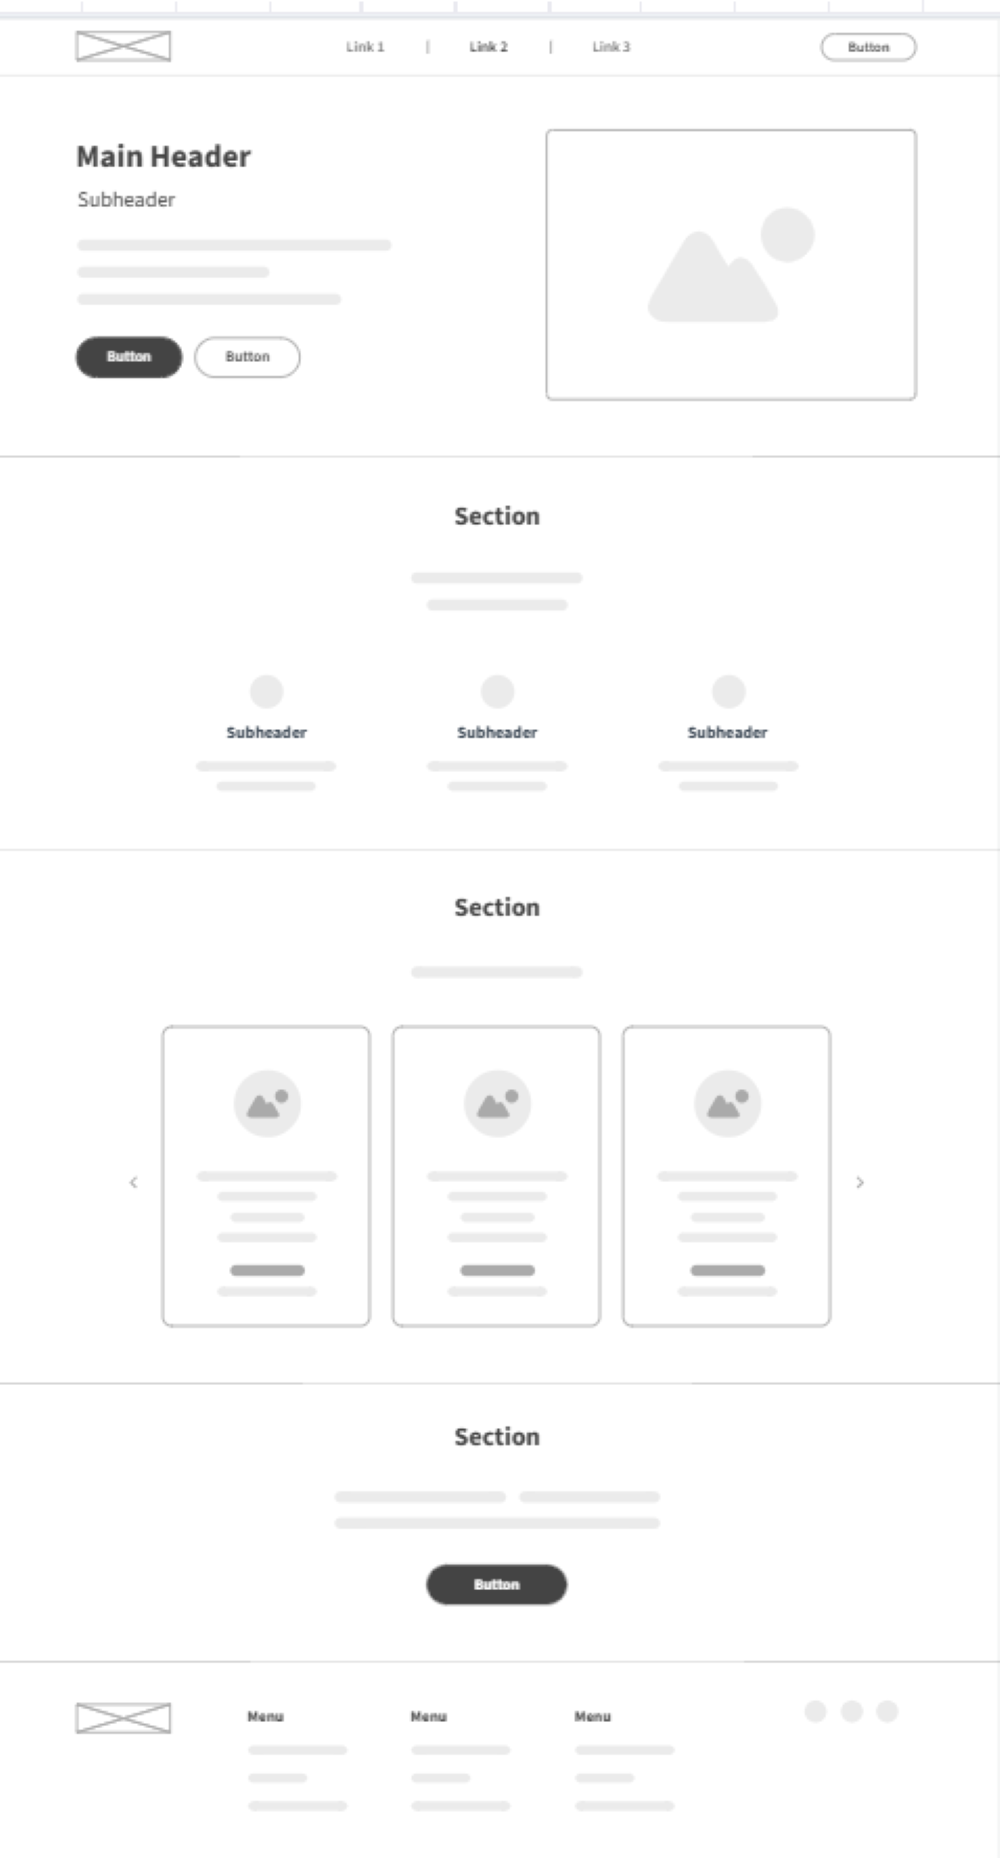 Link 1 | Link 2 | Link 3
Button
Main Header
Subheader
Button Button
Section
Subheader Subheader Subheader
Section
Section
Button
Menu Menu Menu